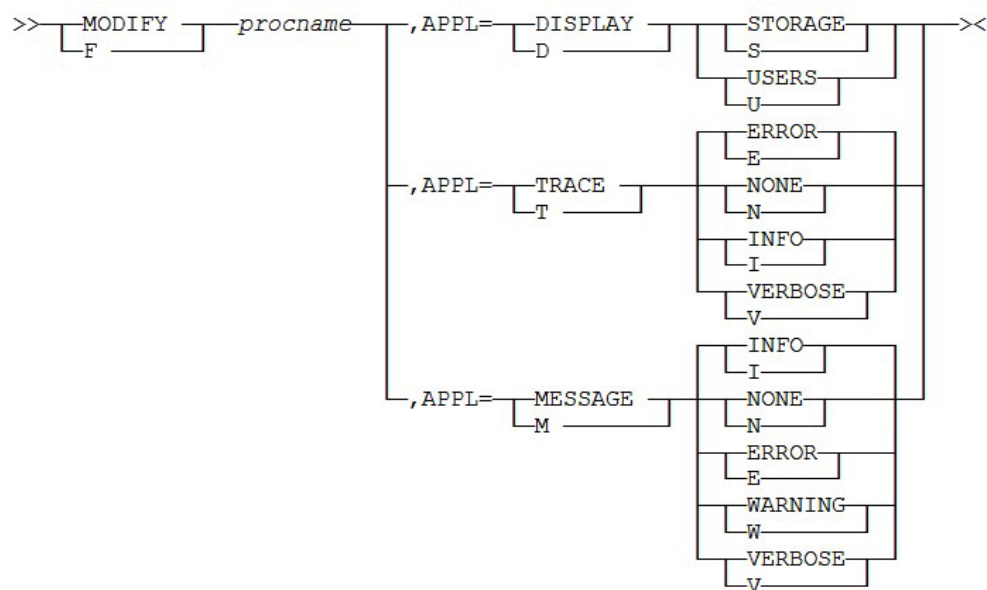 >> MODIFY procname ,APPL= DISPLAY STORAGE ><
F D S
USERS
U
ERROR
E
,APPL= TRACE NONE
T N
INFO
I
VERBOSE
V
INFO
I
,APPL= MESSAGE NONE
M N
ERROR
E
WARNING
W
VERBOSE
V